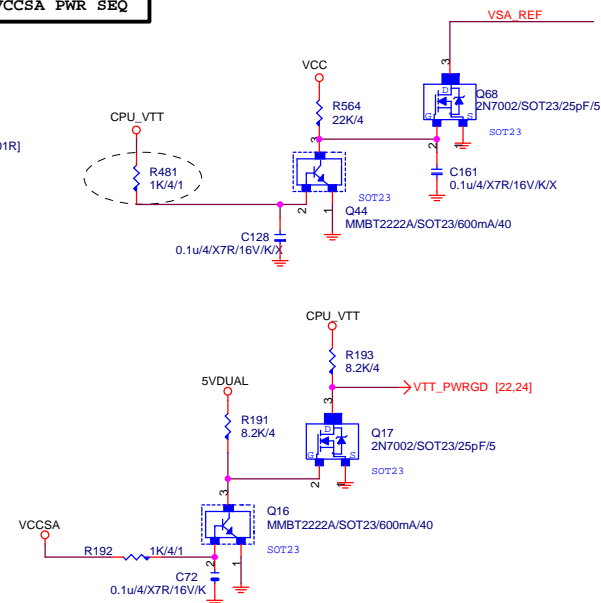 VCCSA PWR SEQ
VSA_REF
VCC
3
D
Q68
2N7002/SOT23/25pF/5
G
S
2
1
SOT23
R564
22K/4
CPU_VTT
01R]
R481
1K/4/1
3
C161
0.1u/4/X7R/16V/K/X
SOT23
2
1
Q44
MMBT2222A/SOT23/600mA/40
C128
0.1u/4/X7R/16V/K/X
CPU_VTT
R193
8.2K/4
5VDUAL
VTT_PWRGD [22,24]
3
R191
8.2K/4
D
Q17
2N7002/SOT23/25pF/5
G
S
SOT23
2
1
3
Q16
MMBT2222A/SOT23/600mA/40
VCCSA
SOT23
R192
1K/4/1
2
1
C72
0.1u/4/X7R/16V/K